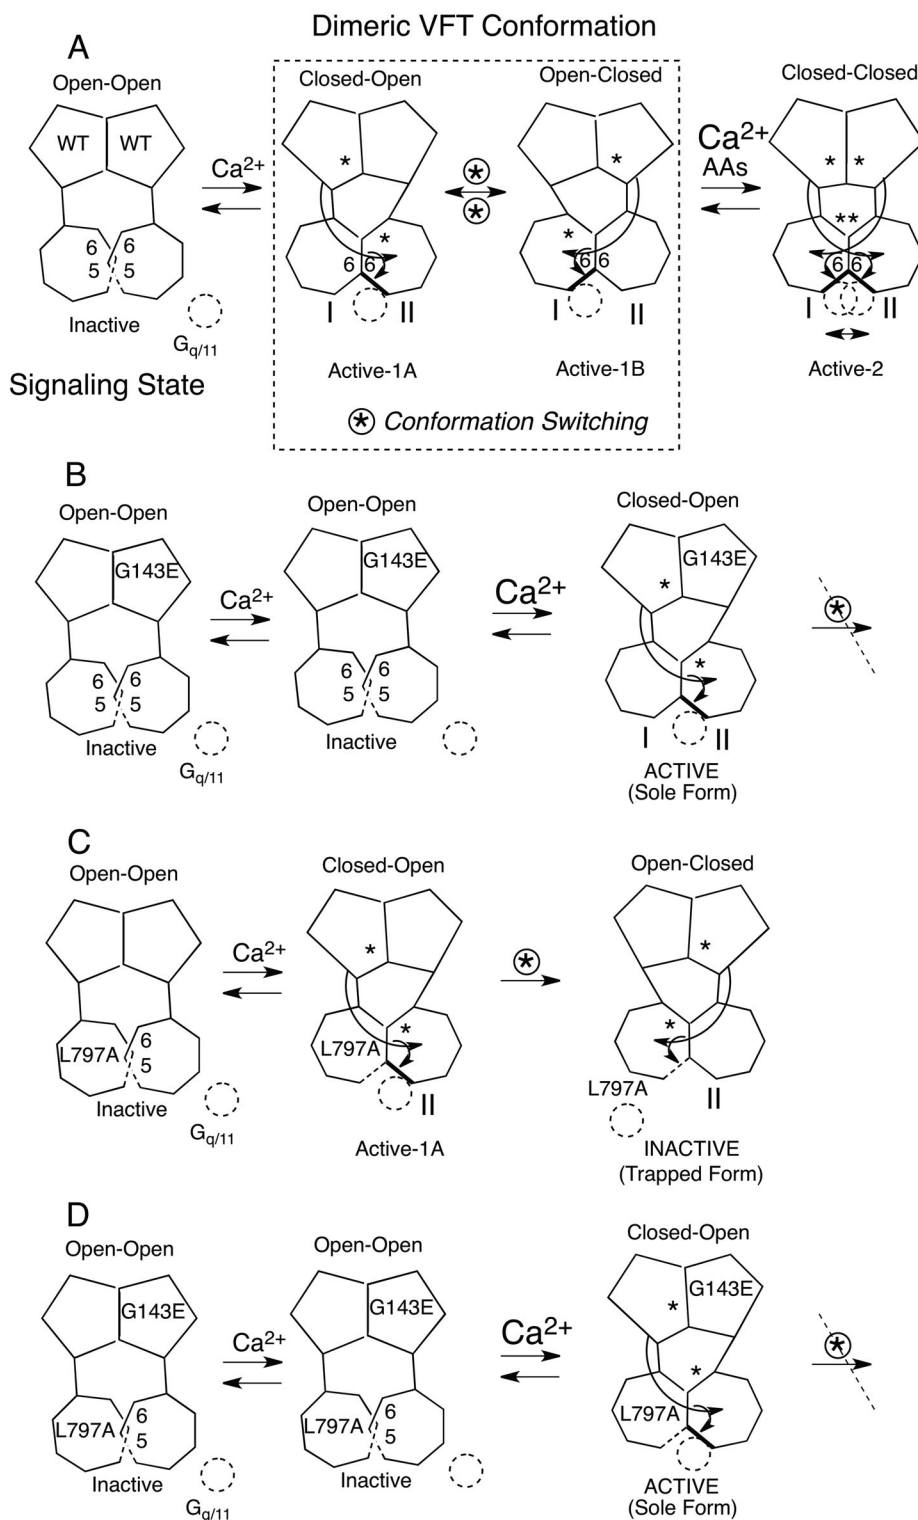 Dimeric VFT Conformation
A
Open-Open
Closed-Open
Open-Closed
Closed-Closed
WT WT
Ca2+
*
*
* *
Ca2+
AAs
* *
*
*
**
6 6
5 5
6 6
6 6
6 6
I II
I II
I II
Inactive
Gq/11
Active-1A
Active-1B
Active-2
Signaling State
* Conformation Switching
B
Open-Open
Open-Open
Closed-Open
G143E
G143E
G143E
Ca2+
Ca2+
*
*
*
6 6
5 5
6 6
5 5
I II
Inactive
Gq/11
Inactive
ACTIVE
(Sole Form)
C
Open-Open
Closed-Open
Open-Closed
Ca2+
*
*
*
*
*
L797A
6
5
L797A
L797A
II
II
Inactive
Gq/11
Active-1A
INACTIVE
(Trapped Form)
D
Open-Open
Open-Open
Closed-Open
G143E
G143E
G143E
Ca2+
Ca2+
*
*
*
L797A
6
5
L797A
6
5
L797A
Inactive
Gq/11
Inactive
ACTIVE
(Sole Form)